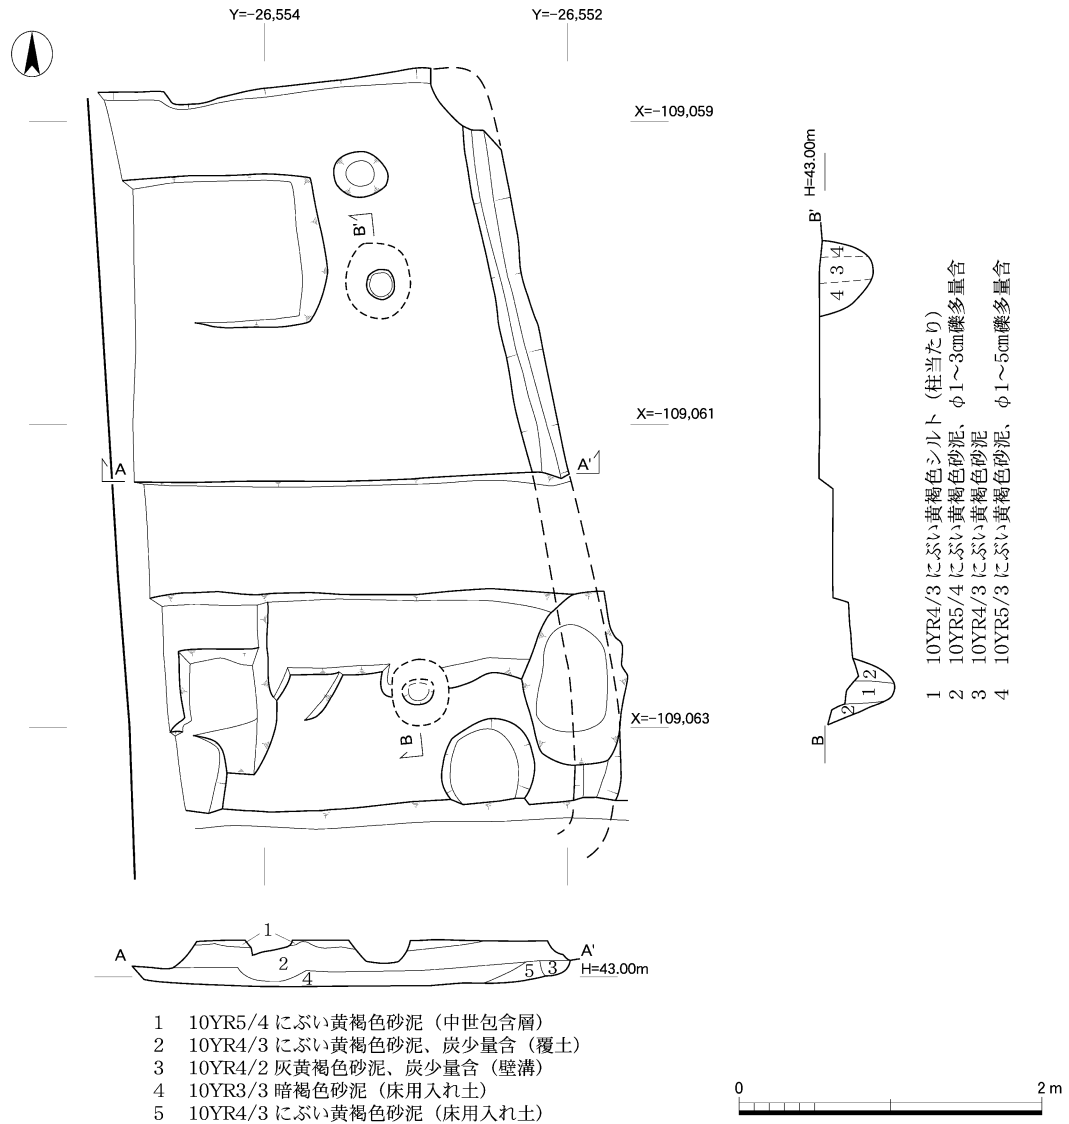 Y=-26,554
Y=-26,552
X=-109,059
B'
H=43.00m
B'
4
3
4
X=-109,061
A
A'
1 10YR4/3 にぶい黄褐色シルト（柱当たり）
2 10YR5/4 にぶい黄褐色砂泥、φ1～3㎝礫多量含
3 10YR4/3 にぶい黄褐色砂泥
4 10YR5/3 にぶい黄褐色砂泥、φ1～5㎝礫多量含
2
1
2
X=-109,063
B
B
1
A
A'
2
4
5
3
H=43.00m
1 10YR5/4 にぶい黄褐色砂泥（中世包含層）
2 10YR4/3 にぶい黄褐色砂泥、炭少量含（覆土）
3 10YR4/2 灰黄褐色砂泥、炭少量含（壁溝）
4 10YR3/3 暗褐色砂泥（床用入れ土）
5 10YR4/3 にぶい黄褐色砂泥（床用入れ土）
0
2 m